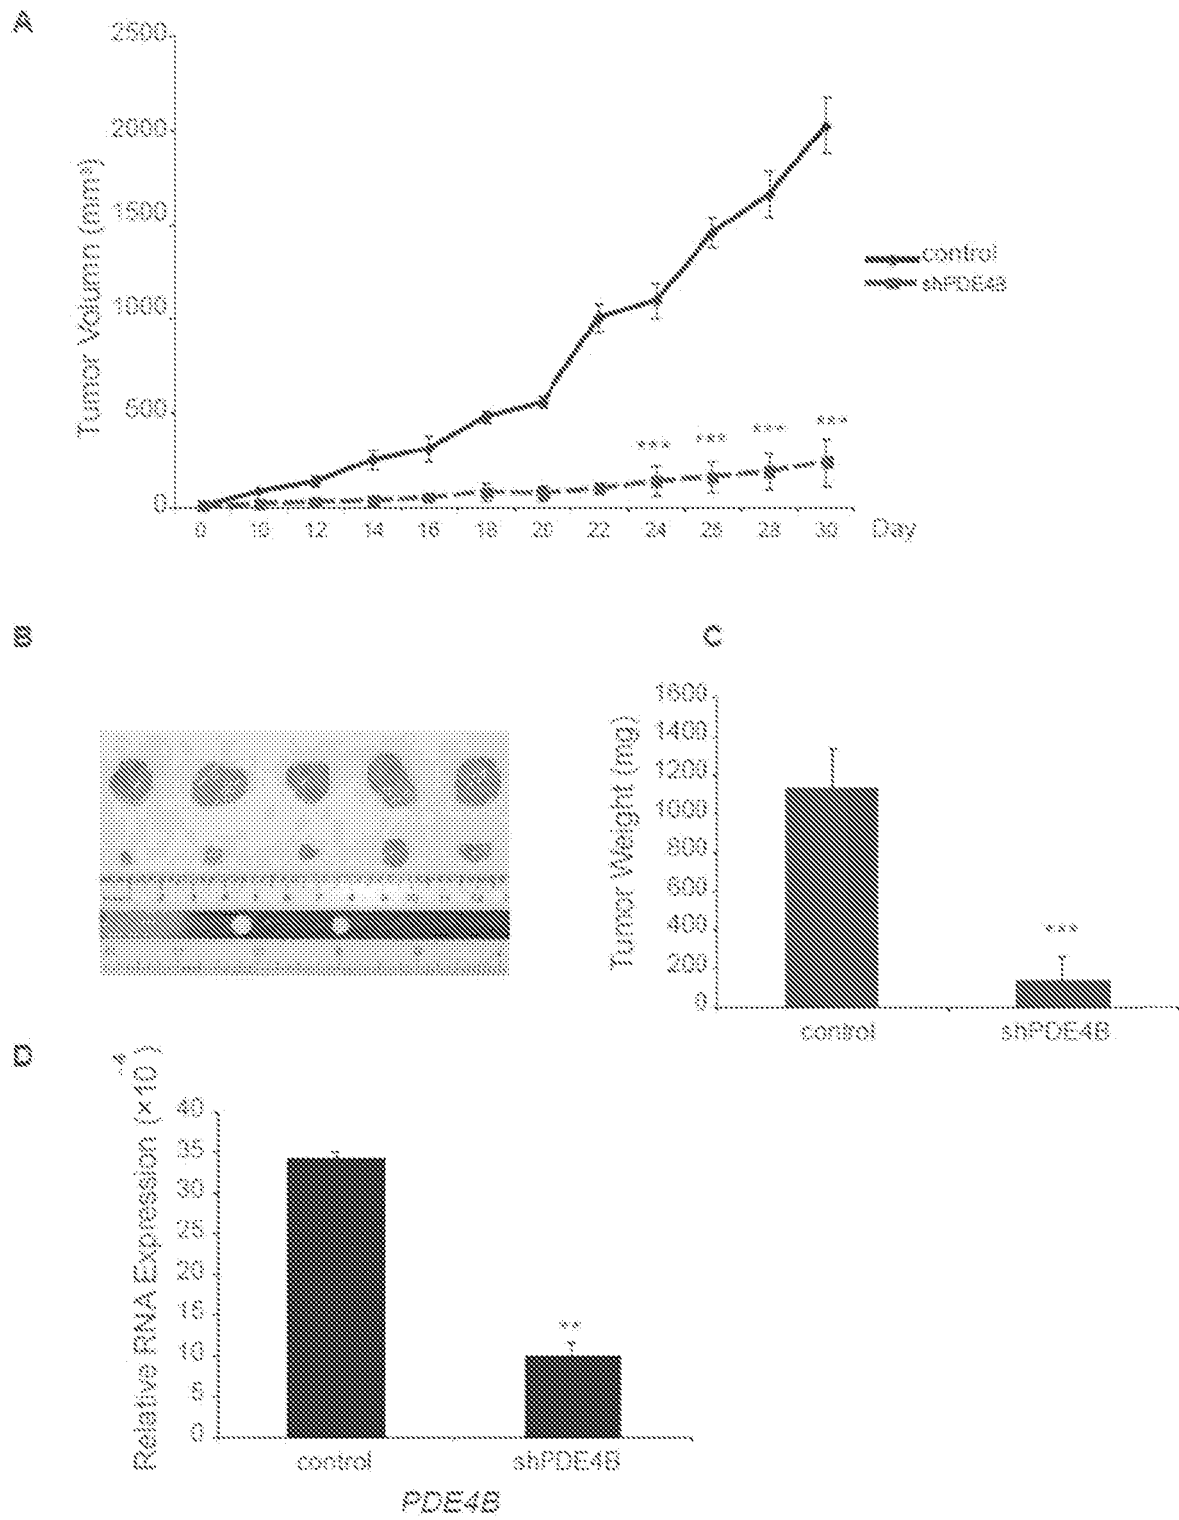 A
2500
2000
1500
1000
500
0
Tumor Volumn (mm³)
control
shPDE4B
*** *** *** ***
0 10 12 14 16 18 20 22 24 26 28 30 Day
B
C
1600
1400
1200
1000
800
600
400
200
0
Tumor Weight (mg)
***
control shPDE4B
D
Relative RNA Expression (×10⁻⁴)
40
35
30
25
20
15
10
5
0
**
control shPDE4B
PDE4B